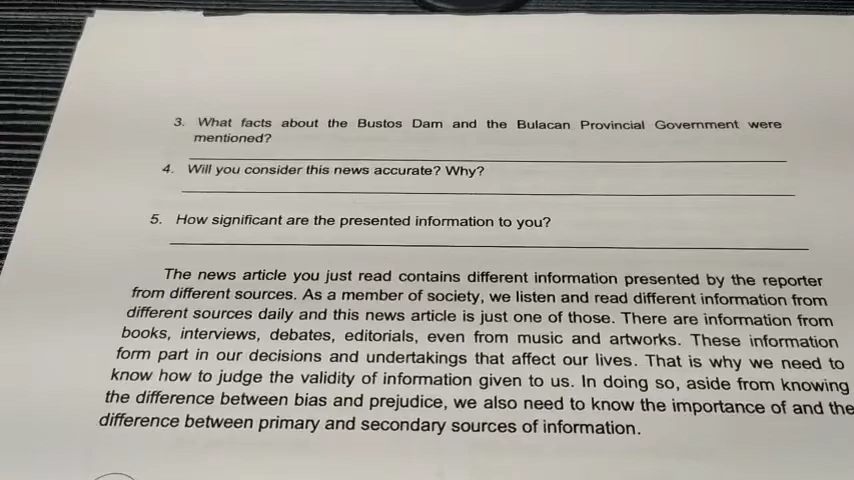 3. What facts about the Bustos Dam and the Bulacan Provincial Government were
mentioned?
4. Will you consider this news accurate? Why?
5. How significant are the presented information to you?
The news article you just read contains different information presented by the reporter
from different sources. As a member of society, we listen and read different information from
different sources daily and this news article is just one of those. There are information from
books, interviews, debates, editorials, even from music and artworks. These information
form part in our decisions and undertakings that affect our lives. That is why we need to
know how to judge the validity of information given to us. In doing so, aside from knowing
the difference between bias and prejudice, we also need to know the importance of and the
difference between primary and secondary sources of information.